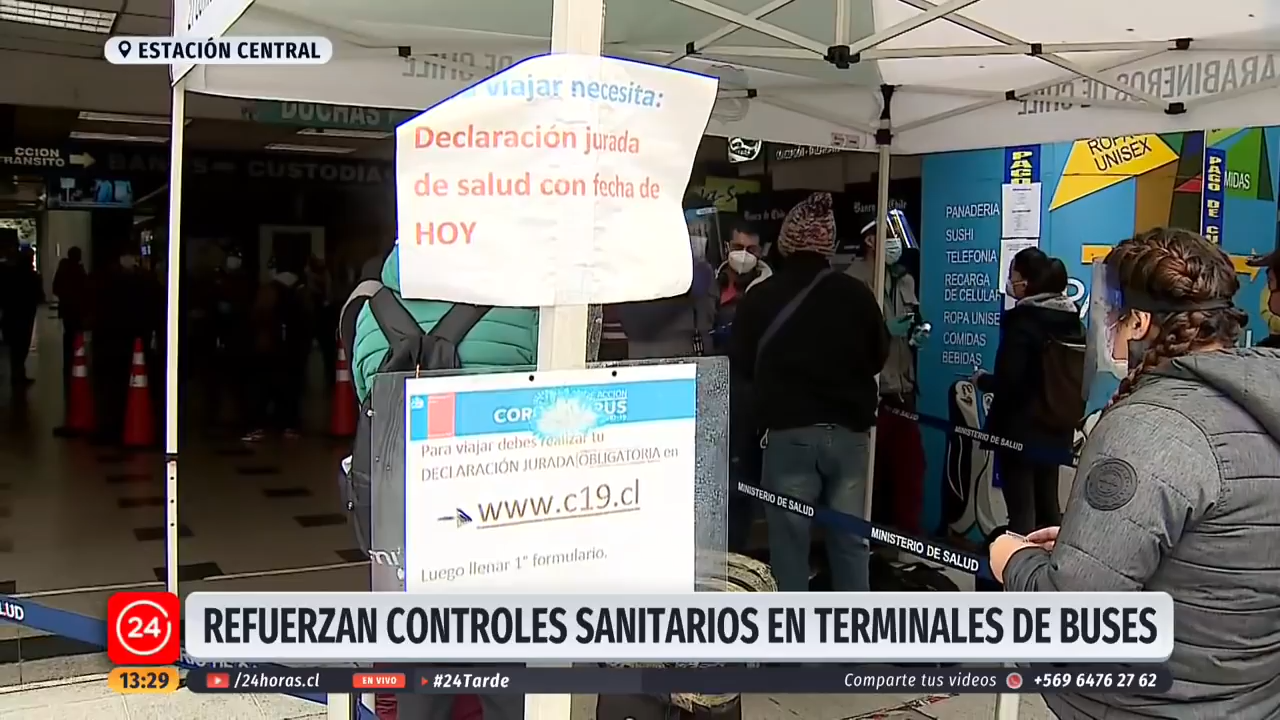 ESTACIÓN CENTRAL
viajar necesita:
Declaración jurada
de salud con fecha de
HOY
Para viajar debes realizar tu
DECLARACIÓN JURADA OBLIGATORIA en
www.c19.cl
Luego llenar 1° formulario.
CUSTODIA
CARABINEROS DE CHILE
ROPA
UNISEX
PAGO DE
PANADERIA
SUSHI
TELEFONIA
RECARGA
DE CELULAR
ROPA UNISE
COMIDAS
BEBIDAS
MINISTERIO DE SALUD
MINISTERIO DE SALUD
MINISTERIO DE SALUD
24
REFUERZAN CONTROLES SANITARIOS EN TERMINALES DE BUSES
13:29
/24horas.cl
EN VIVO
#24Tarde
Comparte tus videos
+569 6476 27 62